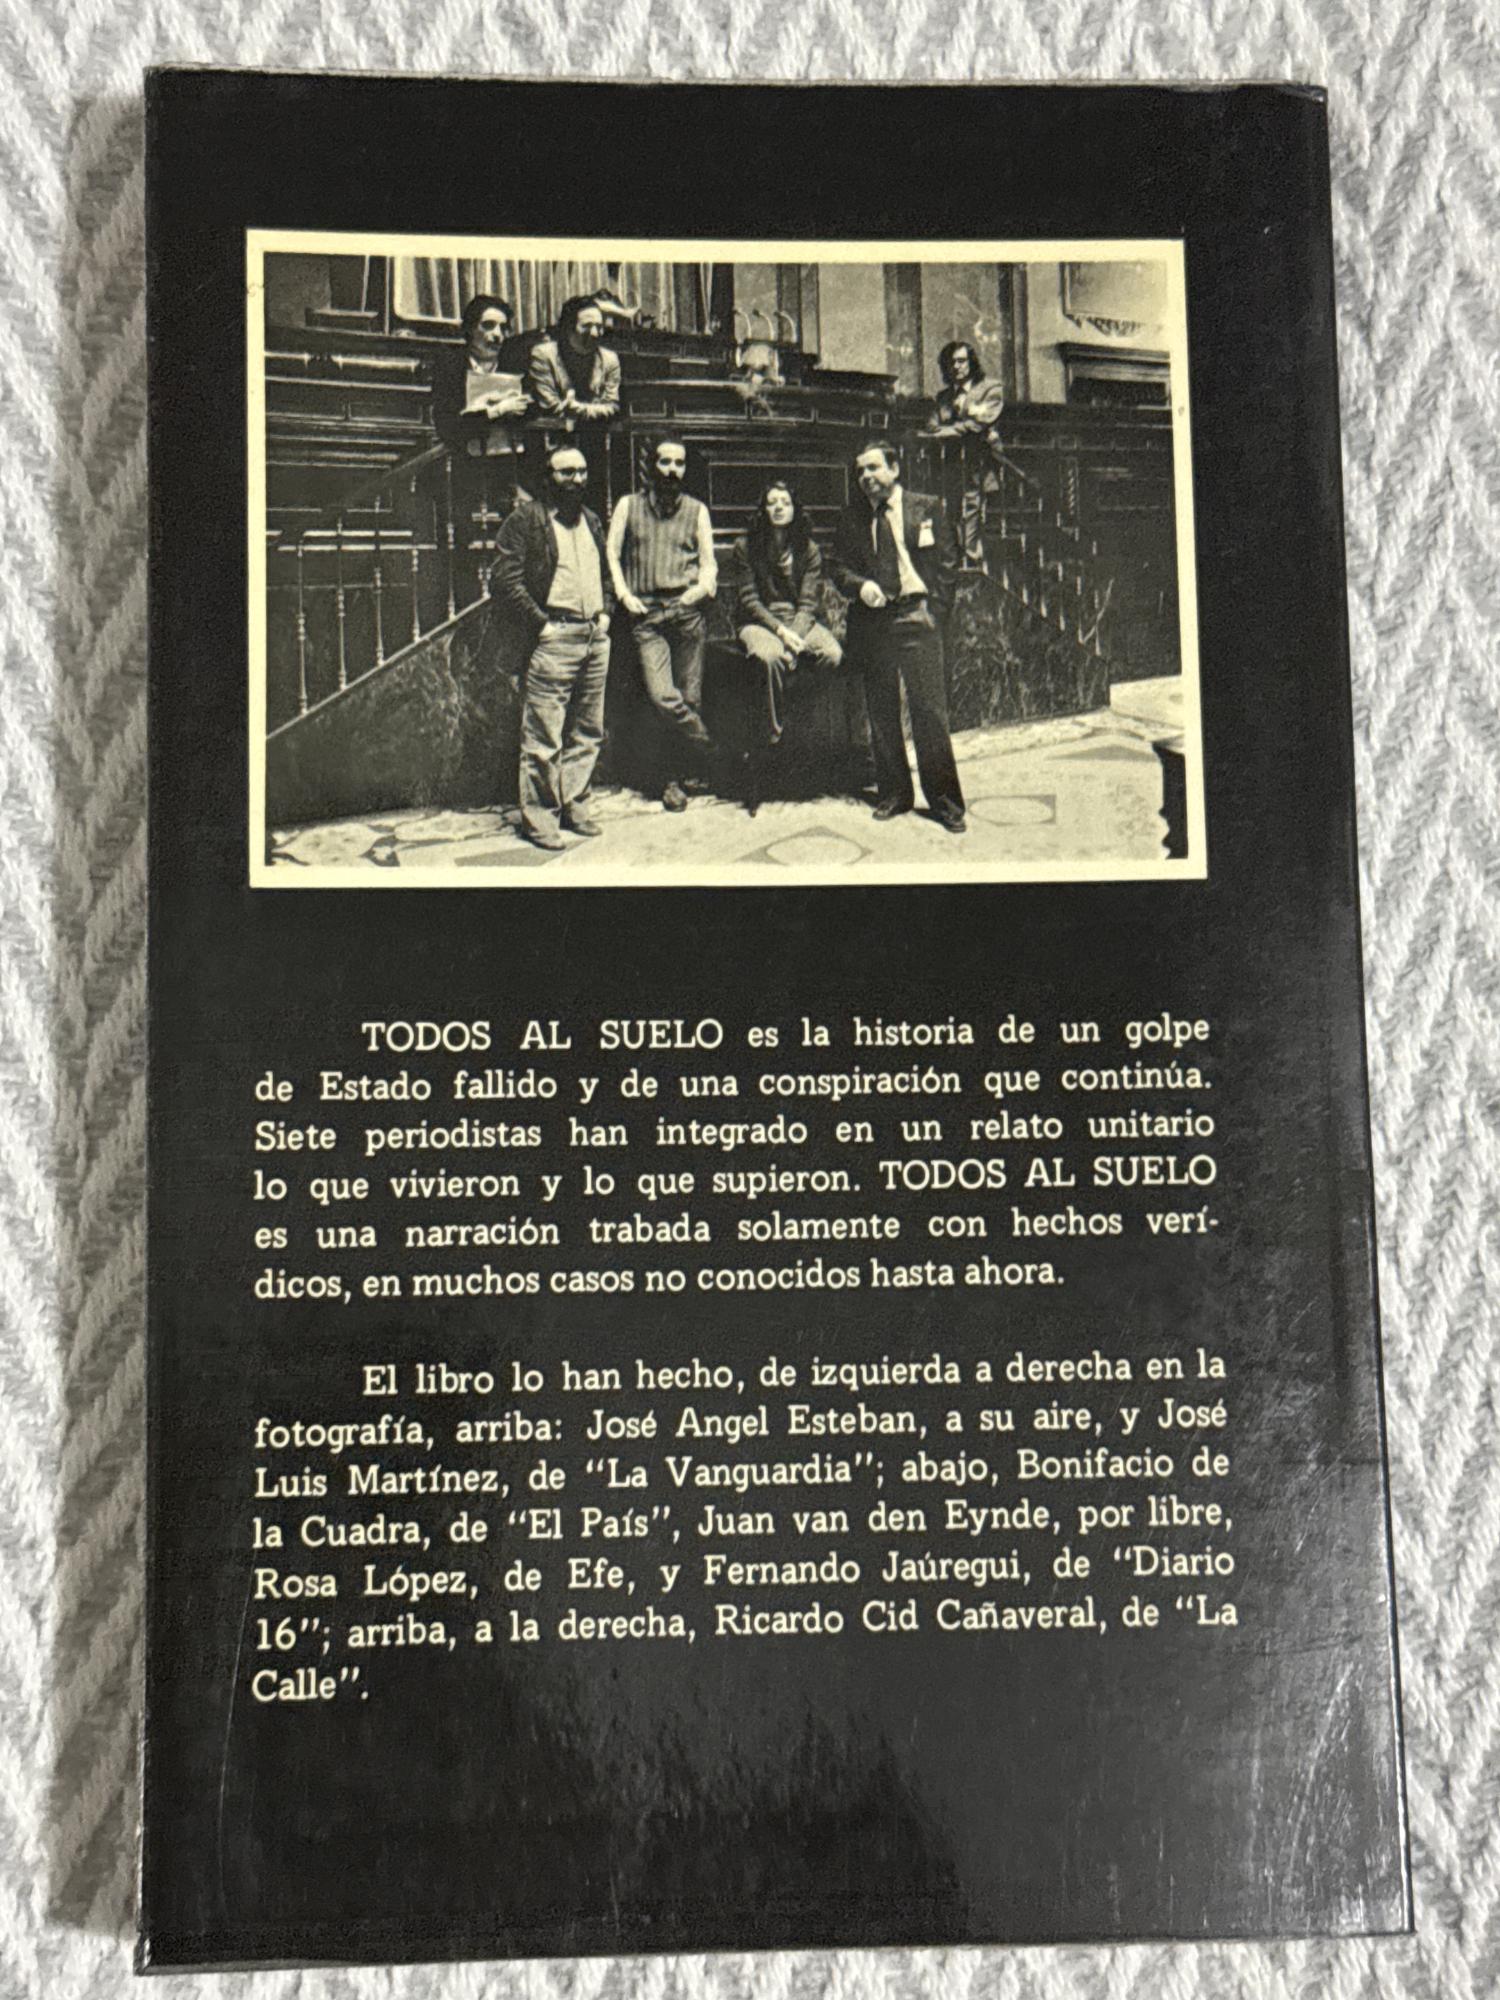 TODOS AL SUELO es la historia de un golpe
de Estado fallido y de una conspiración que continúa.
Siete periodistas han integrado en un relato unitario
lo que vivieron y lo que supieron. TODOS AL SUELO
es una narración trabada solamente con hechos verí-
dicos, en muchos casos no conocidos hasta ahora.
El libro lo han hecho, de izquierda a derecha en la
fotografía, arriba: José Angel Esteban, a su aire, y José
Luis Martínez, de "La Vanguardia"; abajo, Bonifacio de
la Cuadra, de "El País", Juan van den Eynde, por libre,
Rosa López, de Efe, y Fernando Jaúregui, de "Diario
16"; arriba, a la derecha, Ricardo Cid Cañaveral, de "La
Calle".